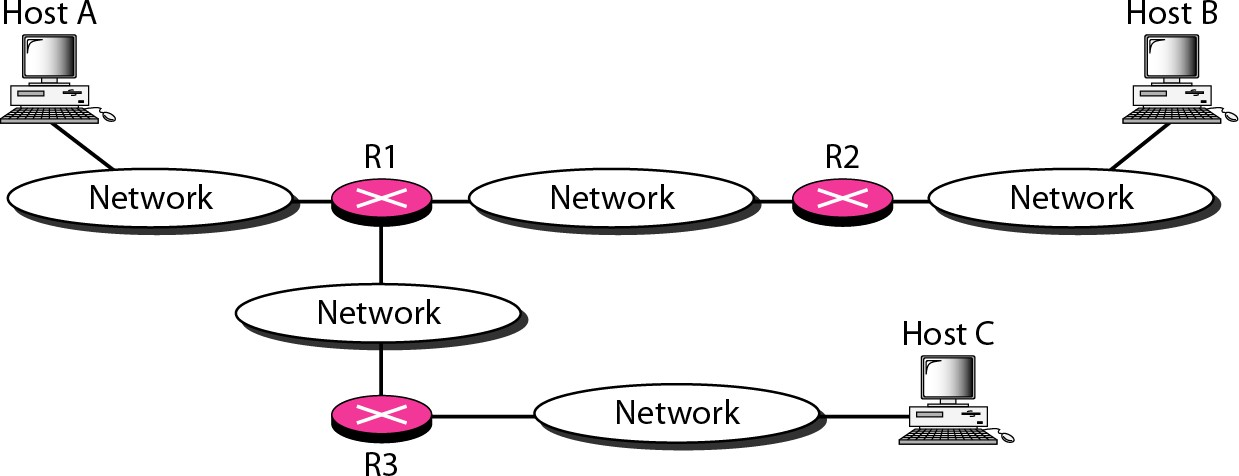 Host A
Host B
R1
R2
Network
Network
Network
Network
Host C
Network
R3